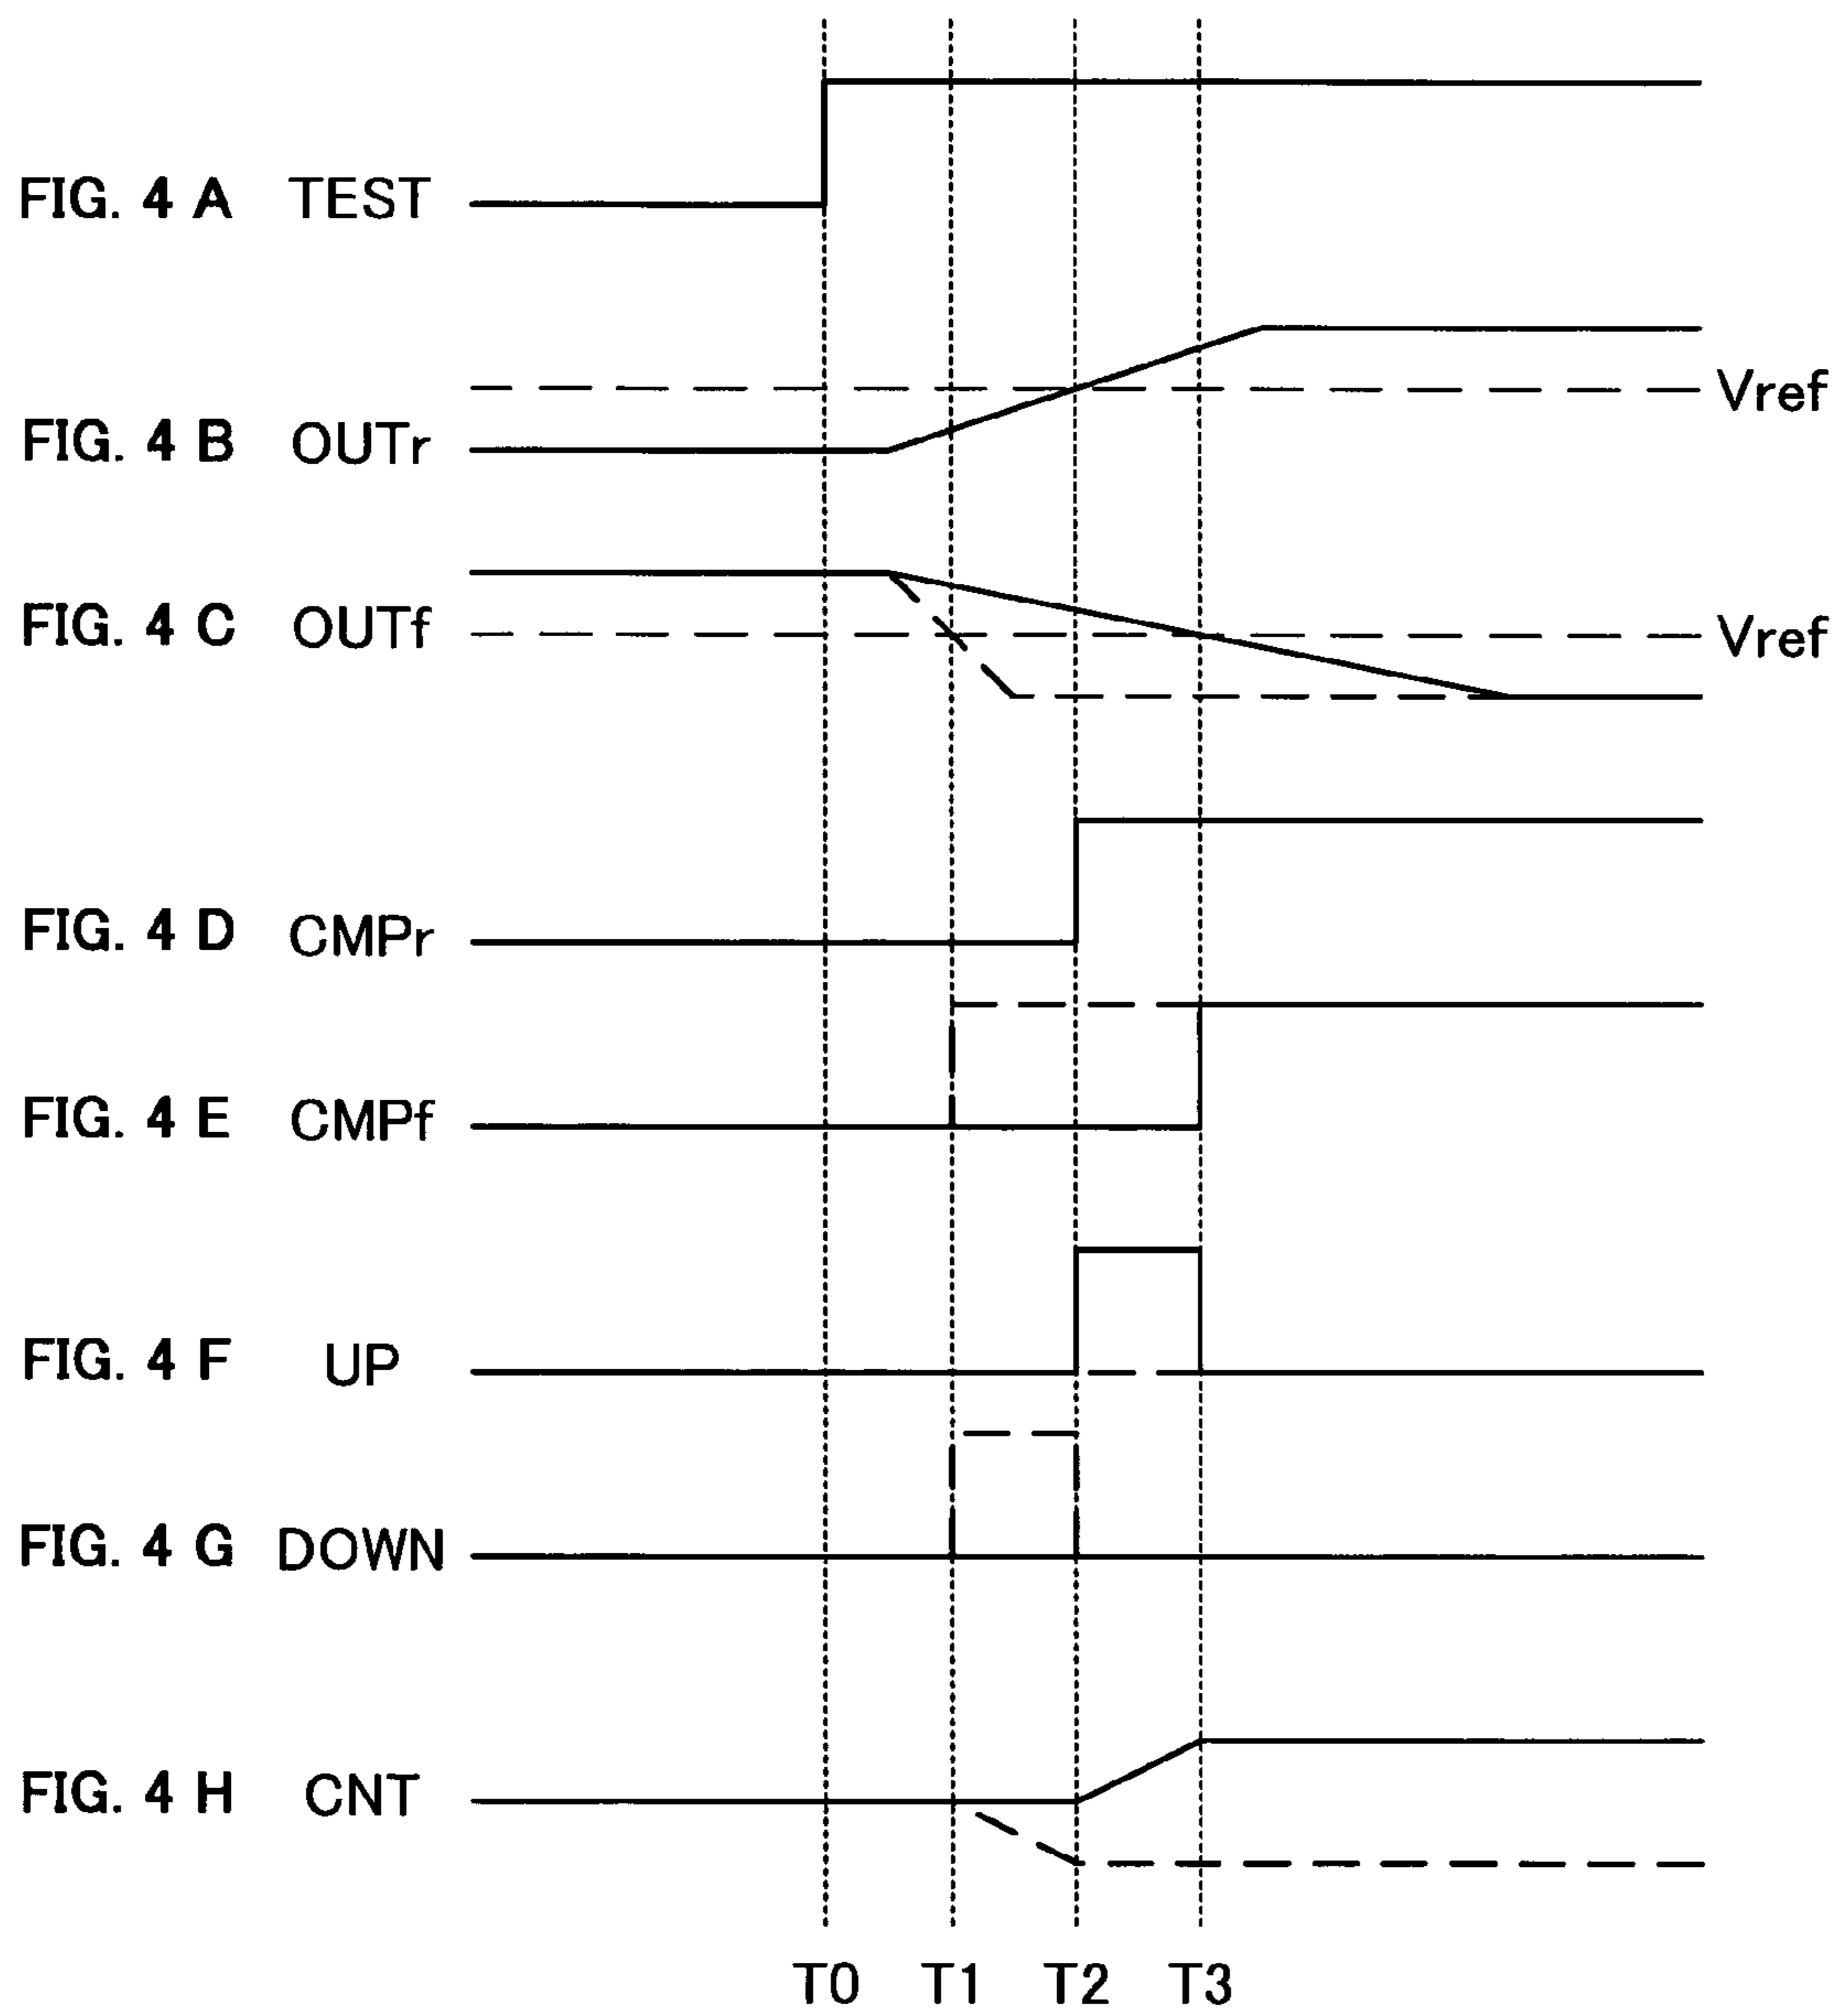 FIG. 4 A TEST
Vref
FIG. 4 B OUTr
FIG. 4 C OUTf
Vref
FIG. 4 D CMPr
FIG. 4 E CMPf
FIG. 4 F UP
FIG. 4 G DOWN
FIG. 4 H CNT
T0 T1 T2 T3